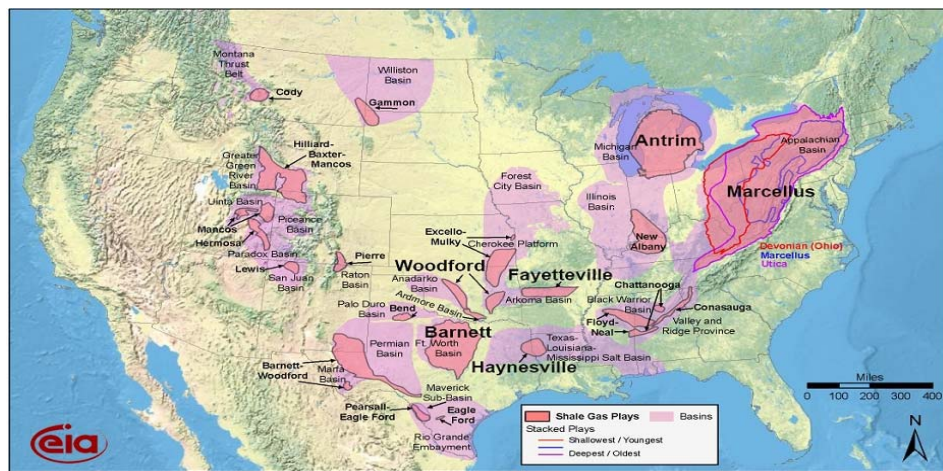 Montana
Thrust
Belt
Cody
Williston
Basin
Gammon
Hilliard-
Baxter-
Mancos
Greater
Green
River
Basin
Uinta Basin
Mancos
Piceance
Basin
Hermosa
Paradox Basin
Lewis
San Juan
Basin
Pierre
Raton
Basin
Forest
City Basin
Excello-
Mulky
Cherokee Platform
Woodford
Anadarko
Basin
Ardmore Basin
Fayetteville
Arkoma Basin
Palo Duro
Basin
Bend
Barnett
Ft. Worth
Basin
Permian
Basin
Barnett-
Woodford
Marfa
Basin
Maverick
Sub-Basin
Pearsall-
Eagle Ford
Eagle
Ford
Rio Grande
Embayment
Haynesville
Texas-
Louisiana-
Mississippi Salt Basin
Michigan
Basin
Antrim
Illinois
Basin
New
Albany
Appalachian
Basin
Marcellus
Devonian (Ohio)
Marcellus
Utica
Chattanooga
Black Warrior
Basin
Floyd-
Neal
Conasauga
Valley and
Ridge Province
Miles
0 100 200 400
N
Shale Gas Plays
Basins
Stacked Plays
Shallowest / Youngest
Deepest / Oldest
eia